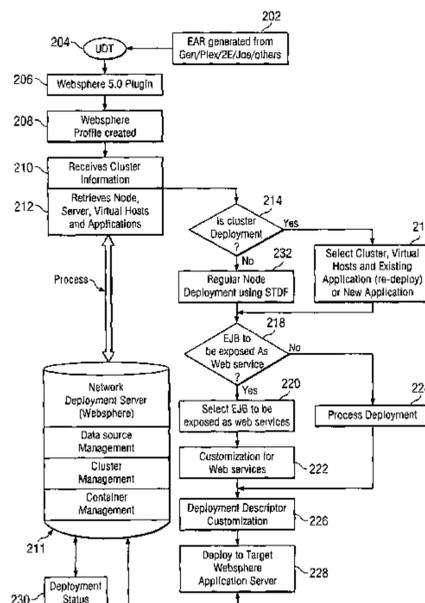 202
204
UDT
EAR generated from
Gen/Plex/2E/Joe/others
206
Websphere 5.0 Plugin
208
Websphere
Profile created
210
Receives Cluster
Information
212
Retrieves Node,
Server, Virtual Hosts
and Applications
214
Is cluster
Deployment
?
Yes
No
232
Select Cluster, Virtual
Hosts and Existing
Application (re-deploy)
or New Application
Regular Node
Deployment using STDF
Process
218
EJB to
be exposed As
Web service
?
No
Yes
220
Select EJB to be
exposed as web services
Process Deployment
Customization for
Web services
222
Network
Deployment Server
(Websphere)
Data source
Management
Cluster
Management
Container
Management
211
Deployment Descriptor
Customization
226
Deploy to Target
Websphere
Application Server
228
230
Deployment
Status